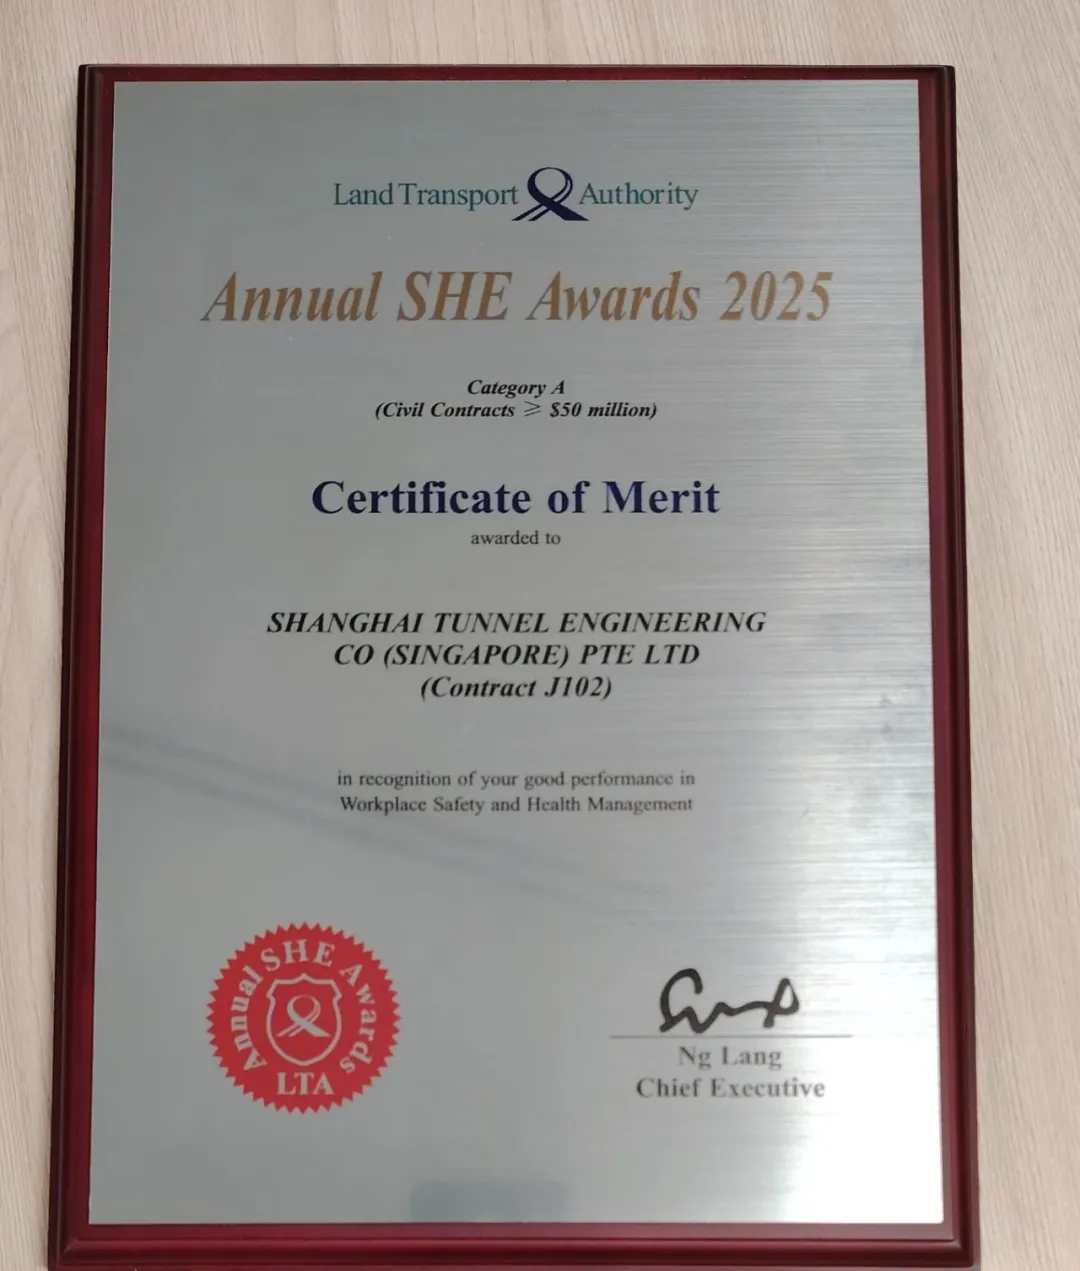 Land Transport Authority
Annual SHE Awards 2025
Category A
(Civil Contracts ≥ $50 million)
Certificate of Merit
awarded to
SHANGHAI TUNNEL ENGINEERING
CO (SINGAPORE) PTE LTD
(Contract J102)
in recognition of your good performance in
Workplace Safety and Health Management
Annual SHE Awards
LTA
Ng Lang
Chief Executive